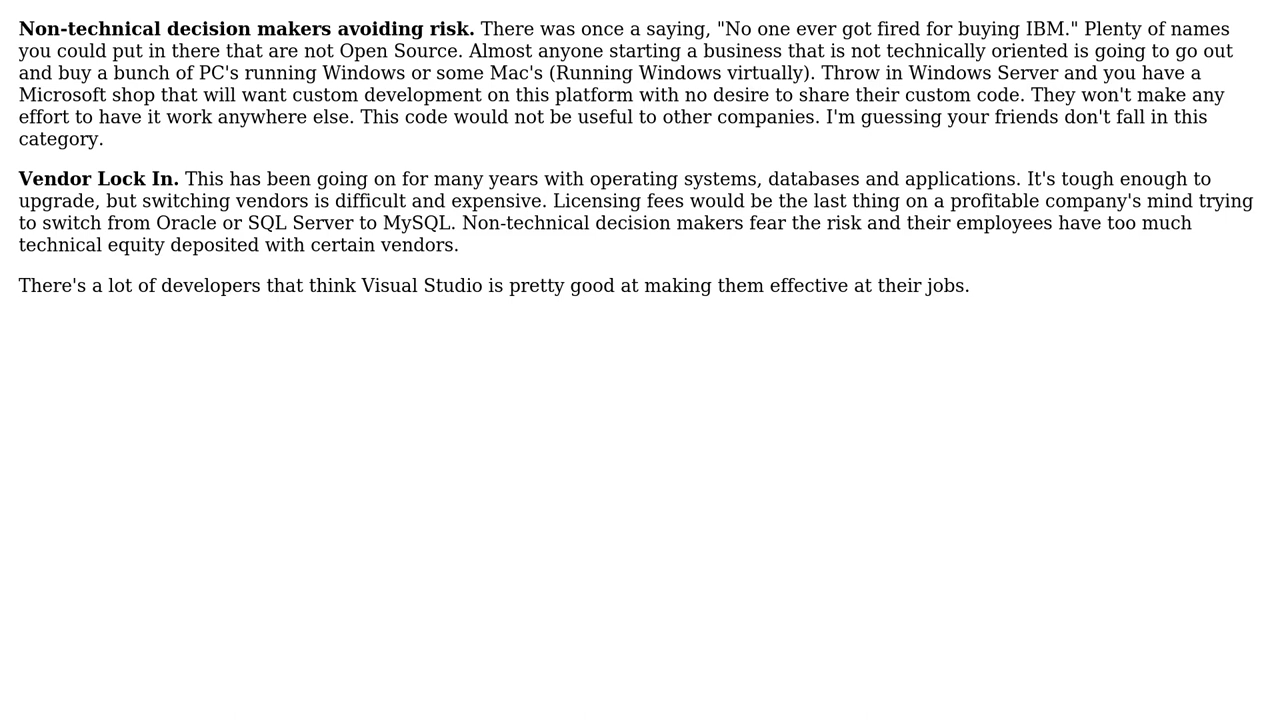 Non-technical decision makers avoiding risk. There was once a saying, "No one ever got fired for buying IBM." Plenty of names
you could put in there that are not Open Source. Almost anyone starting a business that is not technically oriented is going to go out
and buy a bunch of PC's running Windows or some Mac's (Running Windows virtually). Throw in Windows Server and you have a
Microsoft shop that will want custom development on this platform with no desire to share their custom code. They won't make any
effort to have it work anywhere else. This code would not be useful to other companies. I'm guessing your friends don't fall in this
category.
Vendor Lock In. This has been going on for many years with operating systems, databases and applications. It's tough enough to
upgrade, but switching vendors is difficult and expensive. Licensing fees would be the last thing on a profitable company's mind trying
to switch from Oracle or SQL Server to MySQL. Non-technical decision makers fear the risk and their employees have too much
technical equity deposited with certain vendors.
There's a lot of developers that think Visual Studio is pretty good at making them effective at their jobs.